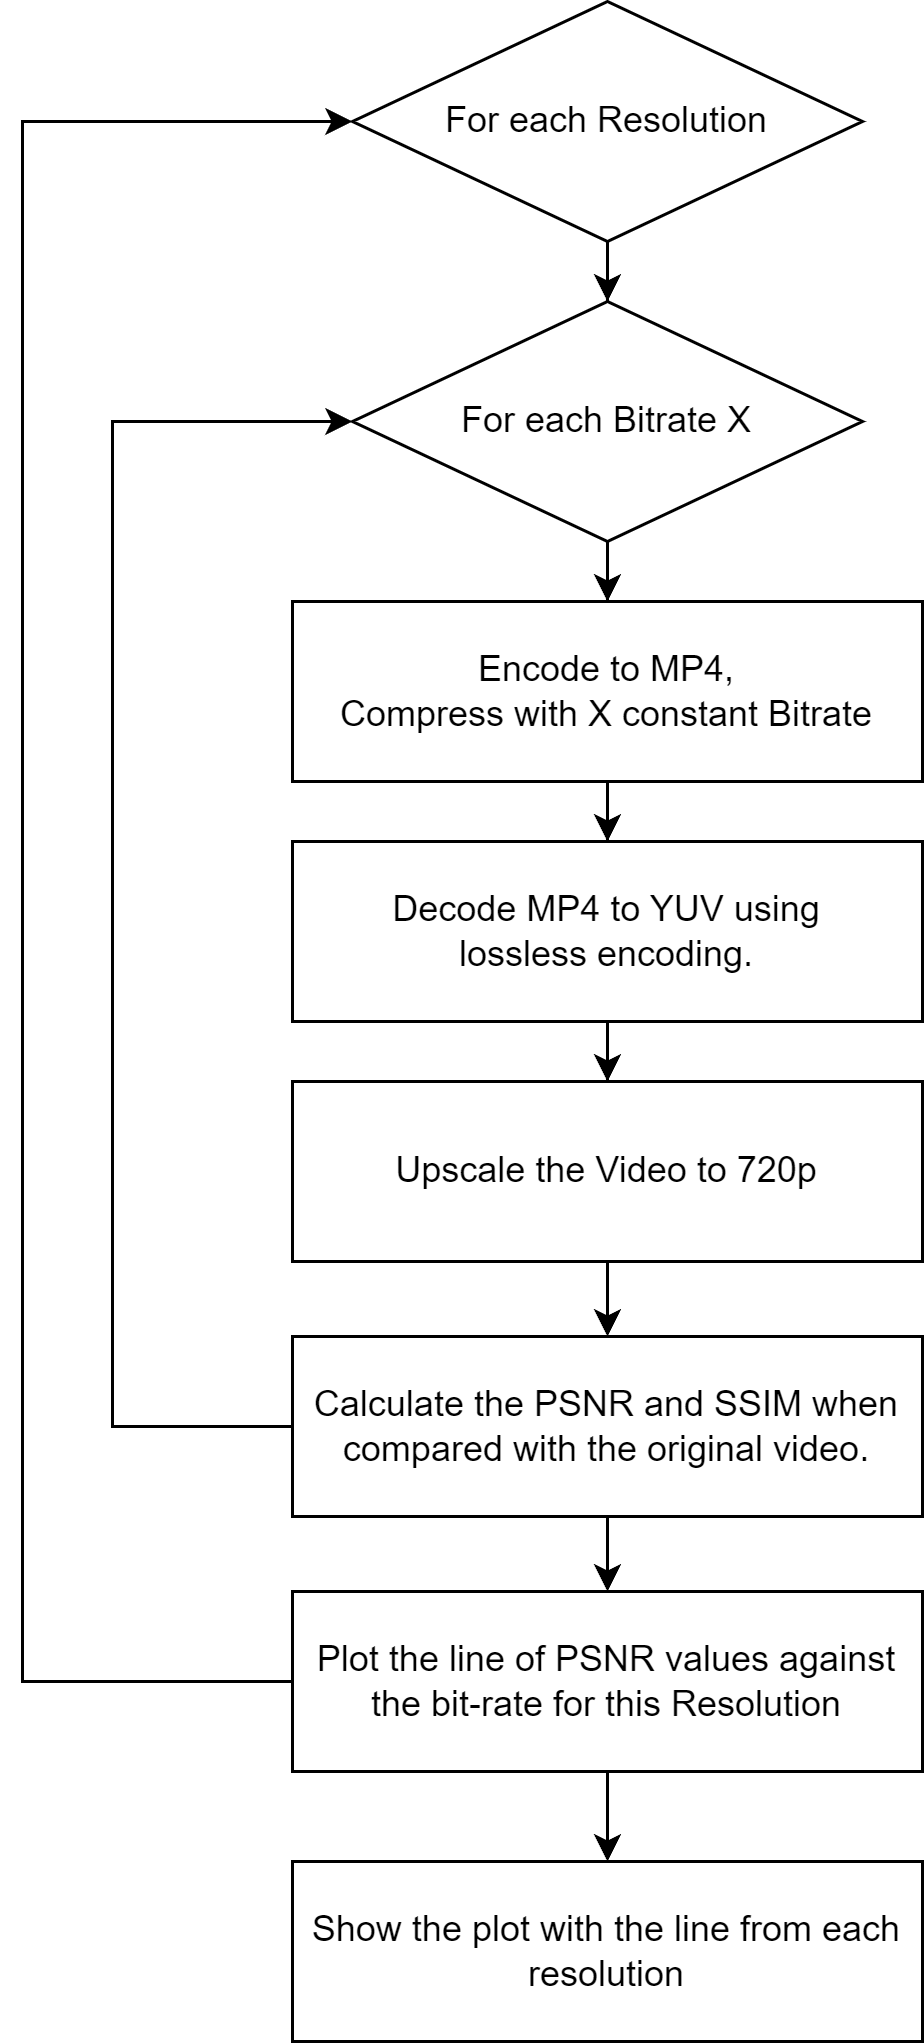 For each Resolution
For each Bitrate X
Encode to MP4,
Compress with X constant Bitrate
Decode MP4 to YUV using
lossless encoding.
Upscale the Video to 720p
Calculate the PSNR and SSIM when
compared with the original video.
Plot the line of PSNR values against
the bit-rate for this Resolution
Show the plot with the line from each
resolution